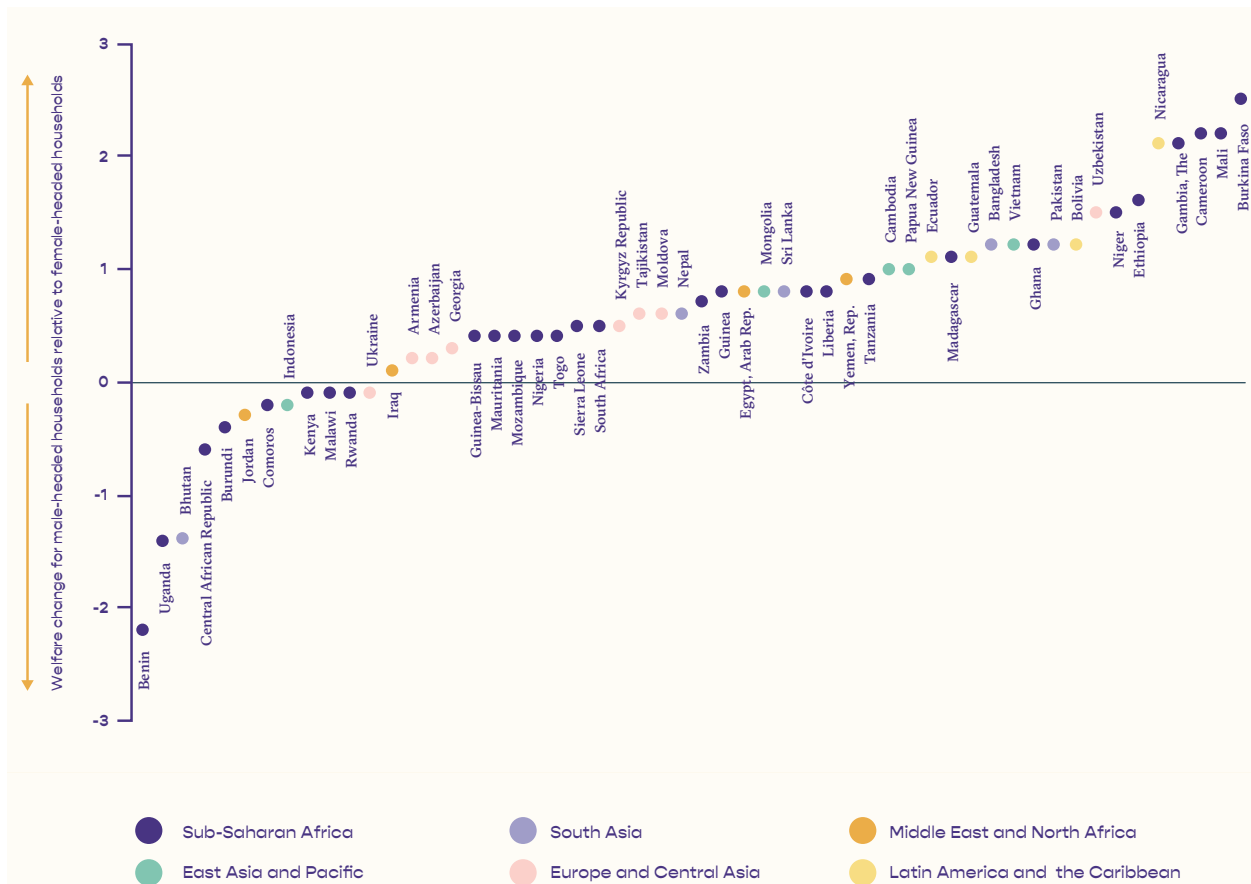 Welfare change for male-headed households relative to female-headed households
3
2
1
0
-1
-2
-3
Benin
Uganda
Bhutan
Central African Republic
Burundi
Jordan
Comoros
Indonesia
Kenya
Malawi
Rwanda
Ukraine
Iraq
Armenia
Azerbaijan
Georgia
Guinea-Bissau
Mauritania
Mozambique
Nigeria
Togo
Sierra Leone
South Africa
Kyrgyz Republic
Tajikistan
Moldova
Nepal
Zambia
Guinea
Egypt, Arab Rep.
Mongolia
Sri Lanka
Côte d'Ivoire
Liberia
Yemen, Rep.
Tanzania
Cambodia
Papua New Guinea
Ecuador
Madagascar
Guatemala
Bangladesh
Vietnam
Ghana
Pakistan
Bolivia
Uzbekistan
Niger
Ethiopia
Nicaragua
Gambia, The
Cameroon
Mali
Burkina Faso
Sub-Saharan Africa
South Asia
Middle East and North Africa
East Asia and Pacific
Europe and Central Asia
Latin America and the Caribbean